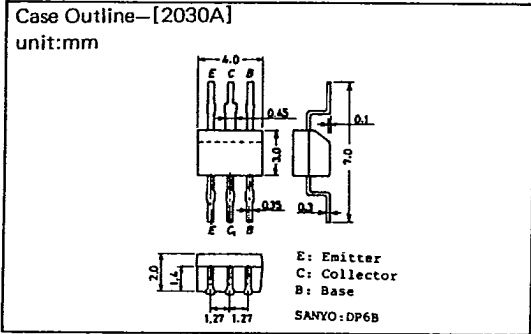 Case Outline—[2030A]
unit:mm
4.0
E C B
0.45
0.1
3.0
7.0
0.35
0.3
E C, B
2.0
1.4
1.27 1.27
E: Emitter
C: Collector
B: Base
SANYO:DP6B